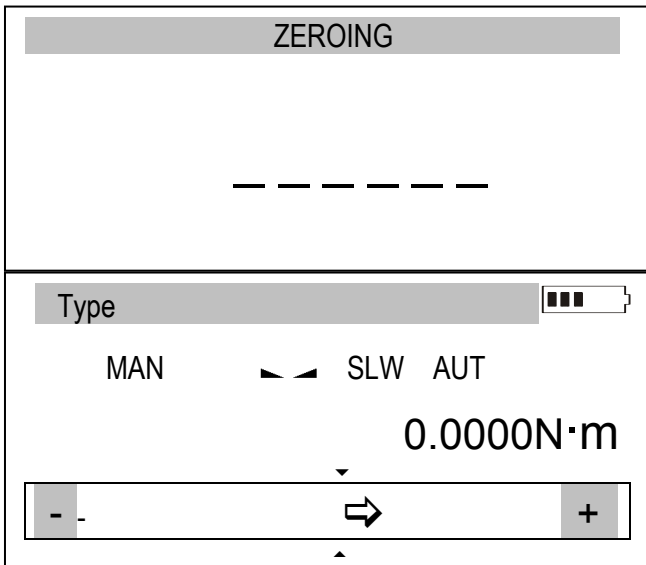 ZEROING
_ _ _ _ _ _
Type
MAN SLW AUT
0.0000N·m
- - ⇨ +